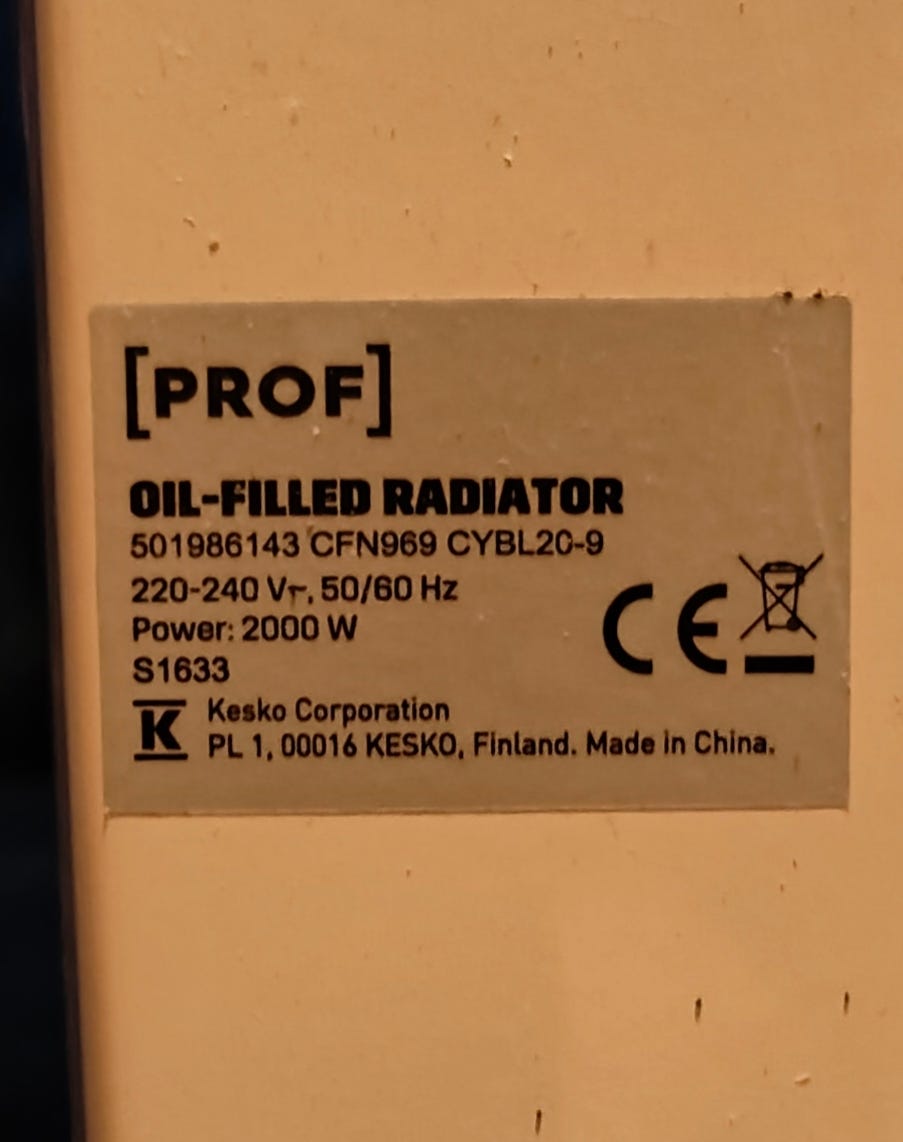 [PROF]
OIL-FILLED RADIATOR
501986143 CFN969 CYBL20-9
220-240 V~, 50/60 Hz
Power: 2000 W
S1633
CE
K
Kesko Corporation
PL 1, 00016 KESKO, Finland. Made in China.